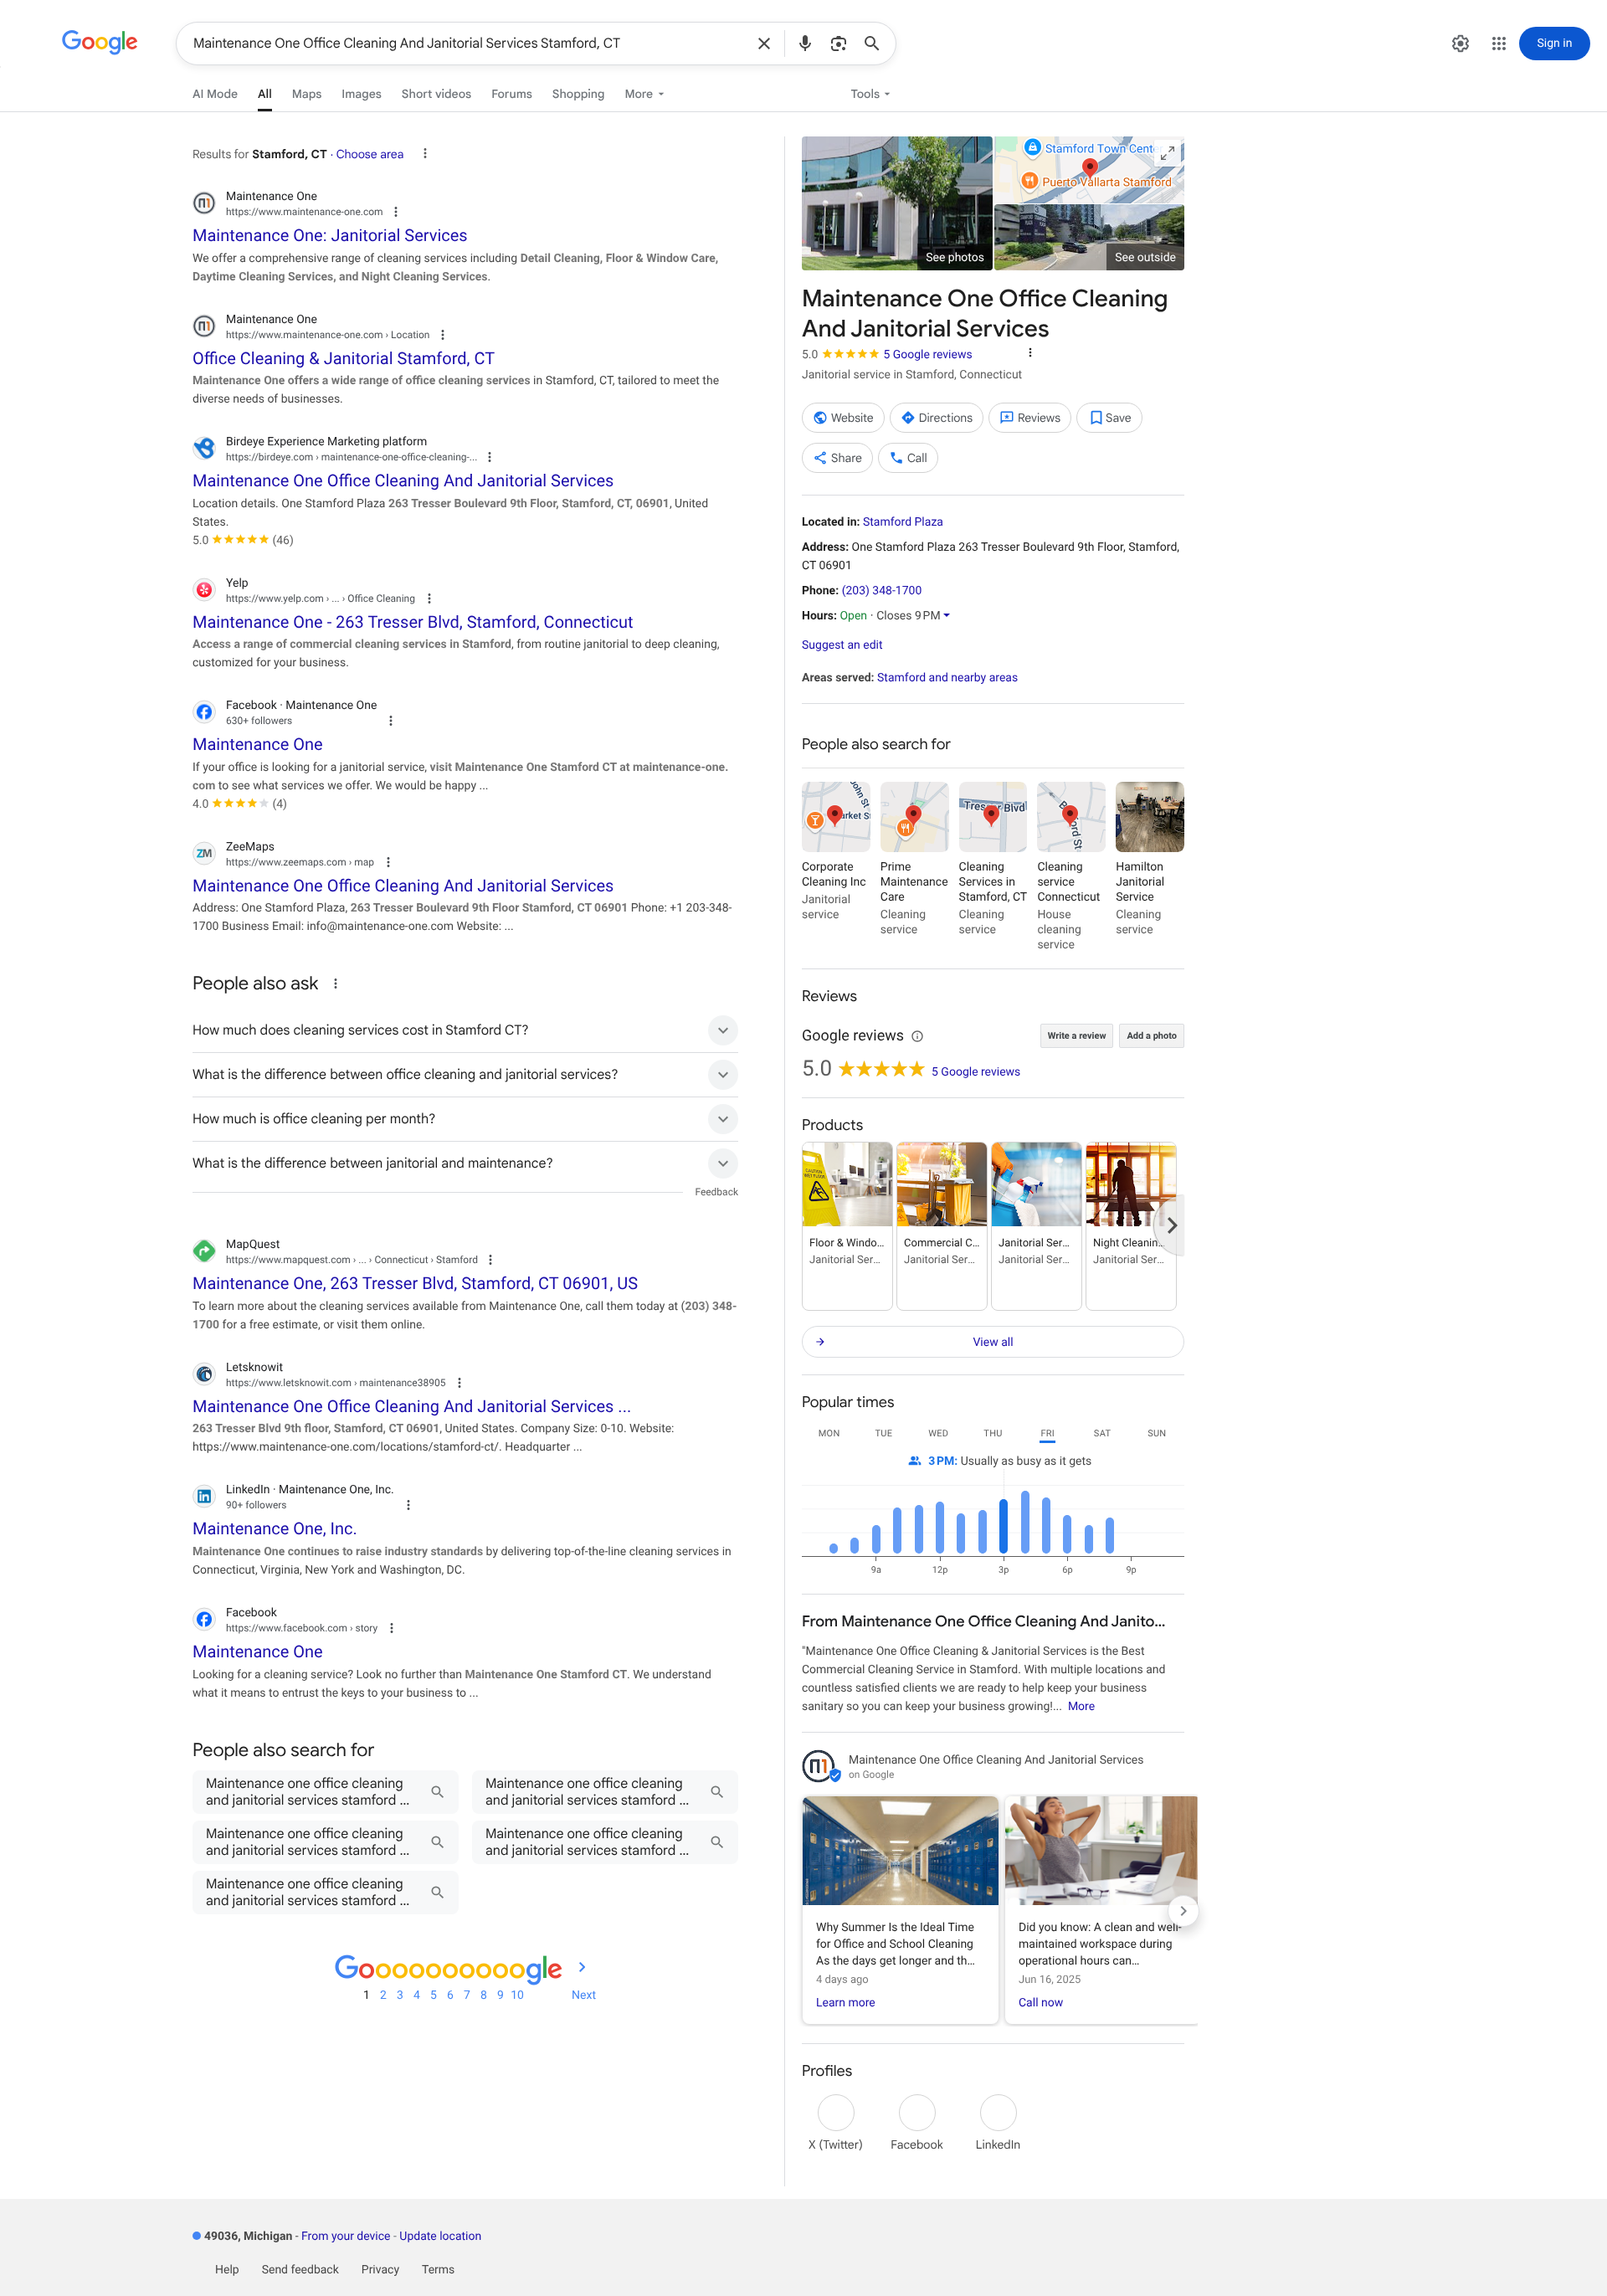 Google
Maintenance One Office Cleaning And Janitorial Services Stamford, CT
Sign in
AI Mode
All
Maps
Images
Short videos
Forums
Shopping
More
Tools
Results for Stamford, CT · Choose area
Maintenance One
https://www.maintenance-one.com
Maintenance One: Janitorial Services
We offer a comprehensive range of cleaning services including Detail Cleaning, Floor & Window Care,
Daytime Cleaning Services, and Night Cleaning Services.
Maintenance One
https://www.maintenance-one.com › Location
Office Cleaning & Janitorial Stamford, CT
Maintenance One offers a wide range of office cleaning services in Stamford, CT, tailored to meet the
diverse needs of businesses.
Birdeye Experience Marketing platform
https://birdeye.com › maintenance-one-office-cleaning-...
Maintenance One Office Cleaning And Janitorial Services
Location details. One Stamford Plaza 263 Tresser Boulevard 9th Floor, Stamford, CT, 06901, United
States.
5.0 (46)
Yelp
https://www.yelp.com › ... › Office Cleaning
Maintenance One - 263 Tresser Blvd, Stamford, Connecticut
Access a range of commercial cleaning services in Stamford, from routine janitorial to deep cleaning,
customized for your business.
Facebook · Maintenance One
630+ followers
Maintenance One
If your office is looking for a janitorial service, visit Maintenance One Stamford CT at maintenance-one.
com to see what services we offer. We would be happy ...
4.0 (4)
ZM
ZeeMaps
https://www.zeemaps.com › map
Maintenance One Office Cleaning And Janitorial Services
Address: One Stamford Plaza, 263 Tresser Boulevard 9th Floor Stamford, CT 06901 Phone: +1 203-348-
1700 Business Email: info@maintenance-one.com Website: ...
People also ask
How much does cleaning services cost in Stamford CT?
What is the difference between office cleaning and janitorial services?
How much is office cleaning per month?
What is the difference between janitorial and maintenance?
Feedback
MapQuest
https://www.mapquest.com › ... › Connecticut › Stamford
Maintenance One, 263 Tresser Blvd, Stamford, CT 06901, US
To learn more about the cleaning services available from Maintenance One, call them today at (203) 348-
1700 for a free estimate, or visit them online.
Letsknowit
https://www.letsknowit.com › maintenance38905
Maintenance One Office Cleaning And Janitorial Services ...
263 Tresser Blvd 9th floor, Stamford, CT 06901, United States. Company Size: 0-10. Website:
https://www.maintenance-one.com/locations/stamford-ct/. Headquarter ...
LinkedIn · Maintenance One, Inc.
90+ followers
Maintenance One, Inc.
Maintenance One continues to raise industry standards by delivering top-of-the-line cleaning services in
Connecticut, Virginia, New York and Washington, DC.
Facebook
https://www.facebook.com › story
Maintenance One
Looking for a cleaning service? Look no further than Maintenance One Stamford CT. We understand
what it means to entrust the keys to your business to ...
People also search for
Maintenance one office cleaning
and janitorial services stamford ...
Maintenance one office cleaning
and janitorial services stamford ...
Maintenance one office cleaning
and janitorial services stamford ...
Maintenance one office cleaning
and janitorial services stamford ...
Maintenance one office cleaning
and janitorial services stamford ...
Goooooooooogle
1 2 3 4 5 6 7 8 9 10 Next
See photos
Stamford Town Cent
Puerto Vallarta Stamford
See outside
Maintenance One Office Cleaning
And Janitorial Services
5.0 5 Google reviews
Janitorial service in Stamford, Connecticut
Website
Directions
Reviews
Save
Share
Call
Located in: Stamford Plaza
Address: One Stamford Plaza 263 Tresser Boulevard 9th Floor, Stamford,
CT 06901
Phone: (203) 348-1700
Hours: Open · Closes 9 PM
Suggest an edit
Areas served: Stamford and nearby areas
People also search for
Tresser Blvd
Corporate
Cleaning Inc
Janitorial
service
Prime
Maintenance
Care
Cleaning
service
Cleaning
Services in
Stamford, CT
Cleaning
service
Cleaning
service
Connecticut
House
cleaning
service
Hamilton
Janitorial
Service
Cleaning
service
Reviews
Google reviews
Write a review
Add a photo
5.0 5 Google reviews
Products
Floor & Windo...
Janitorial Ser...
Commercial C...
Janitorial Ser...
Janitorial Ser...
Janitorial Ser...
Night Cleanin...
Janitorial Ser...
View all
Popular times
MON TUE WED THU FRI SAT SUN
3 PM: Usually as busy as it gets
9a 12p 3p 6p 9p
From Maintenance One Office Cleaning And Janito...
"Maintenance One Office Cleaning & Janitorial Services is the Best
Commercial Cleaning Service in Stamford. With multiple locations and
countless satisfied clients we are ready to help keep your business
sanitary so you can keep your business growing!... More
Maintenance One Office Cleaning And Janitorial Services
on Google
Why Summer Is the Ideal Time
for Office and School Cleaning
As the days get longer and th...
4 days ago
Learn more
Did you know: A clean and well-
maintained workspace during
operational hours can...
Jun 16, 2025
Call now
Profiles
X (Twitter)
Facebook
LinkedIn
49036, Michigan - From your device - Update location
Help
Send feedback
Privacy
Terms